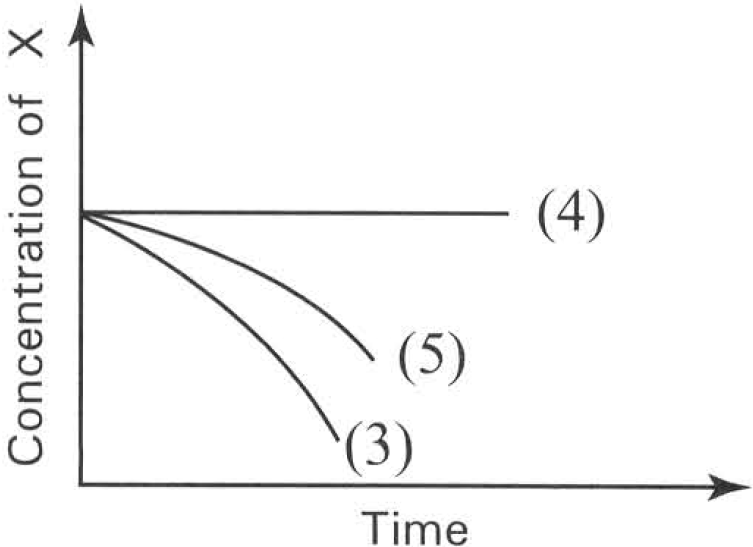 Concentration of X
(4)
(5)
(3)
Time